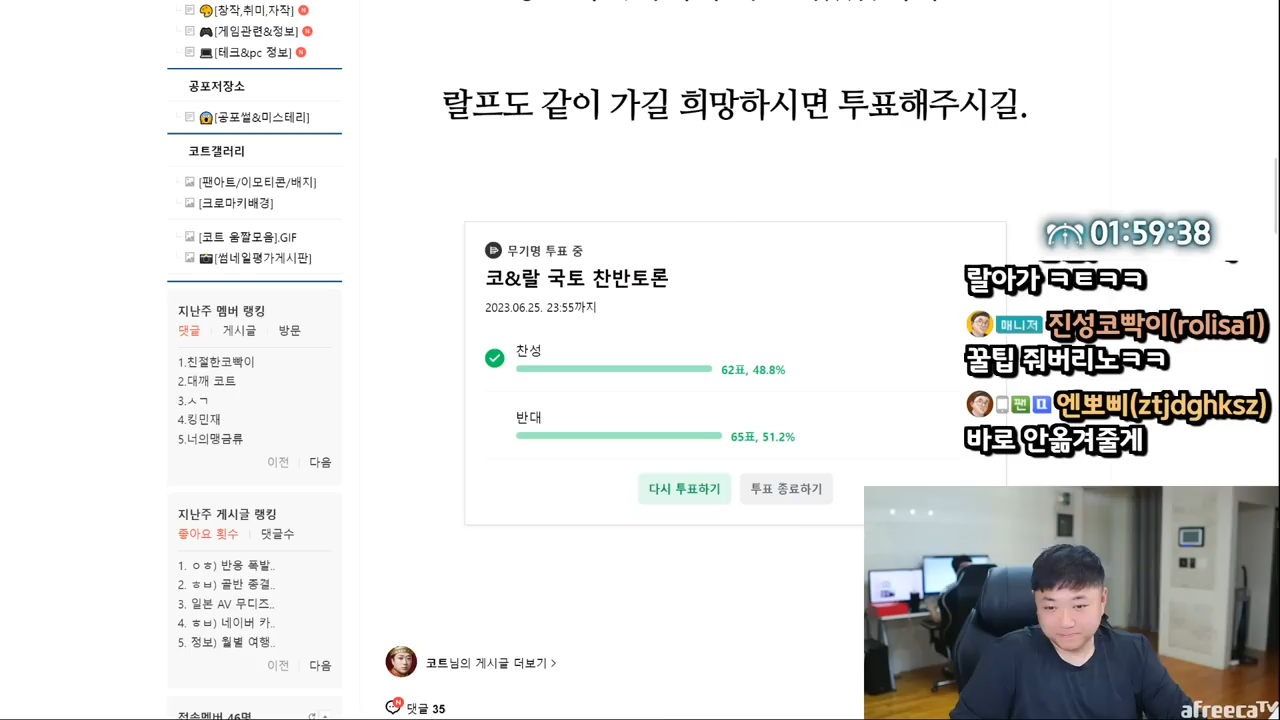 [창작,취미,자작] N
[게임관련&정보] N
[테크&pc 정보] N
공포저장소
[공포썰&미스테리]
코트갤러리
[팬아트/이모티콘/배지]
[크로마키배경]
[코트 움짤모음].GIF
[썸네일평가게시판]
지난주 멤버 랭킹
댓글 게시글 방문
1.친절한코빡이
2.대깨 코트
3.ㅅㄱ
4.킹민재
5.너의맹금류
이전 다음
지난주 게시글 랭킹
좋아요 횟수 댓글수
1. ㅇㅎ) 반응 폭발..
2. ㅎㅂ) 골반 종결..
3. 일본 AV 무디즈..
4. ㅎㅂ) 네이버 카..
5. 정보) 월별 여행..
이전 다음
접속멤버 46명
랄프도 같이 가길 희망하시면 투표해주시길.
무기명 투표 중
코&랄 국토 찬반토론
2023.06.25. 23:55까지
찬성
62표, 48.8%
반대
65표, 51.2%
다시 투표하기 투표 종료하기
코트님의 게시글 더보기 >
N
댓글 35
01:59:38
랄아가 ㅋㅌㅋㅋ
매니저 진성코빡이(rolisa1)
꿀팁 줘버리노ㅋㅋ
팬 엔뽀삐(ztjdghksz)
바로 안옮겨줄게
afreecaTV